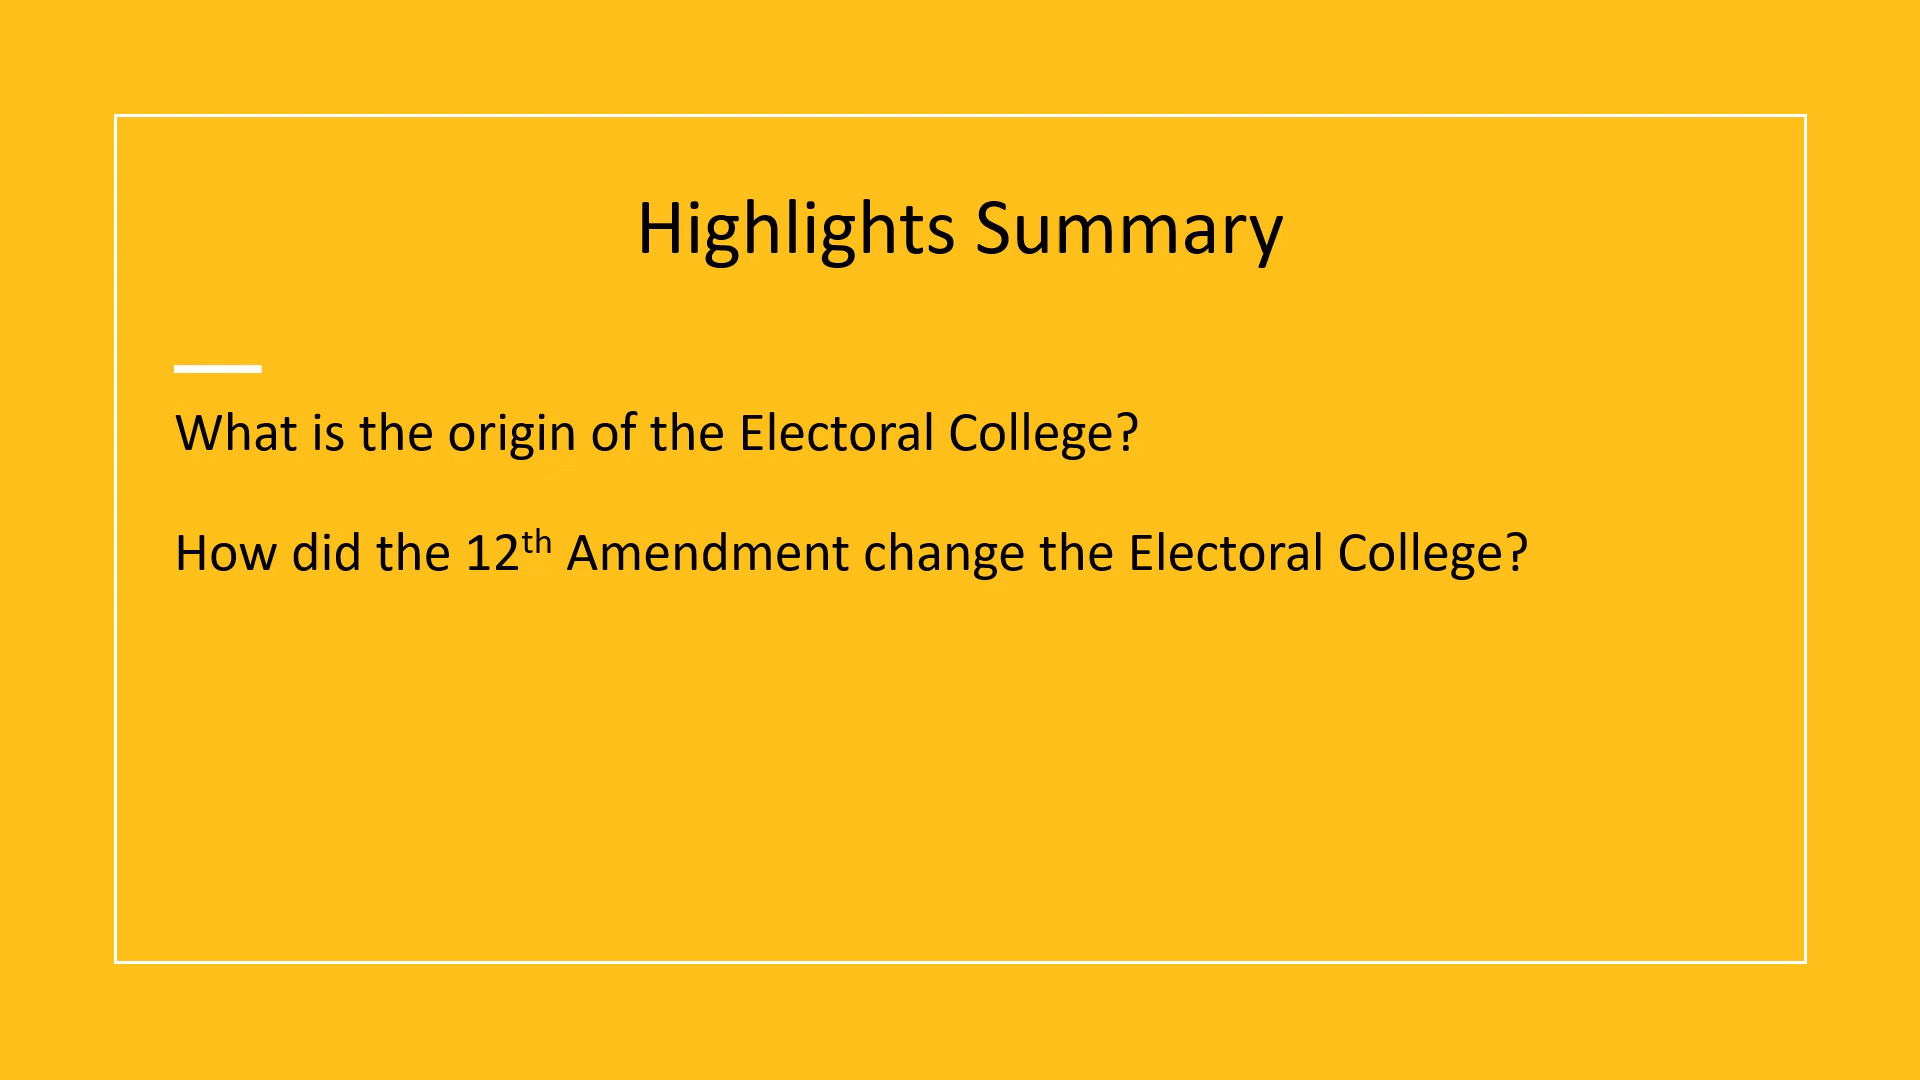 Highlights Summary
What is the origin of the Electoral College?
How did the 12th Amendment change the Electoral College?